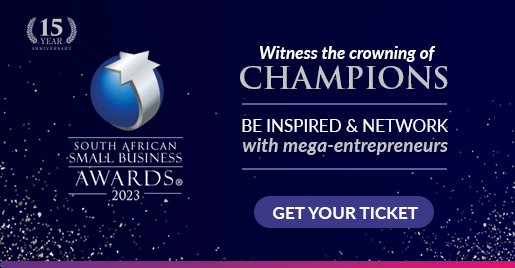 15
YEAR
ANNIVERSARY
SOUTH AFRICAN
SMALL BUSINESS
AWARDS®
2023
Witness the crowning of
CHAMPIONS
BE INSPIRED & NETWORK
with mega-entrepreneurs
GET YOUR TICKET